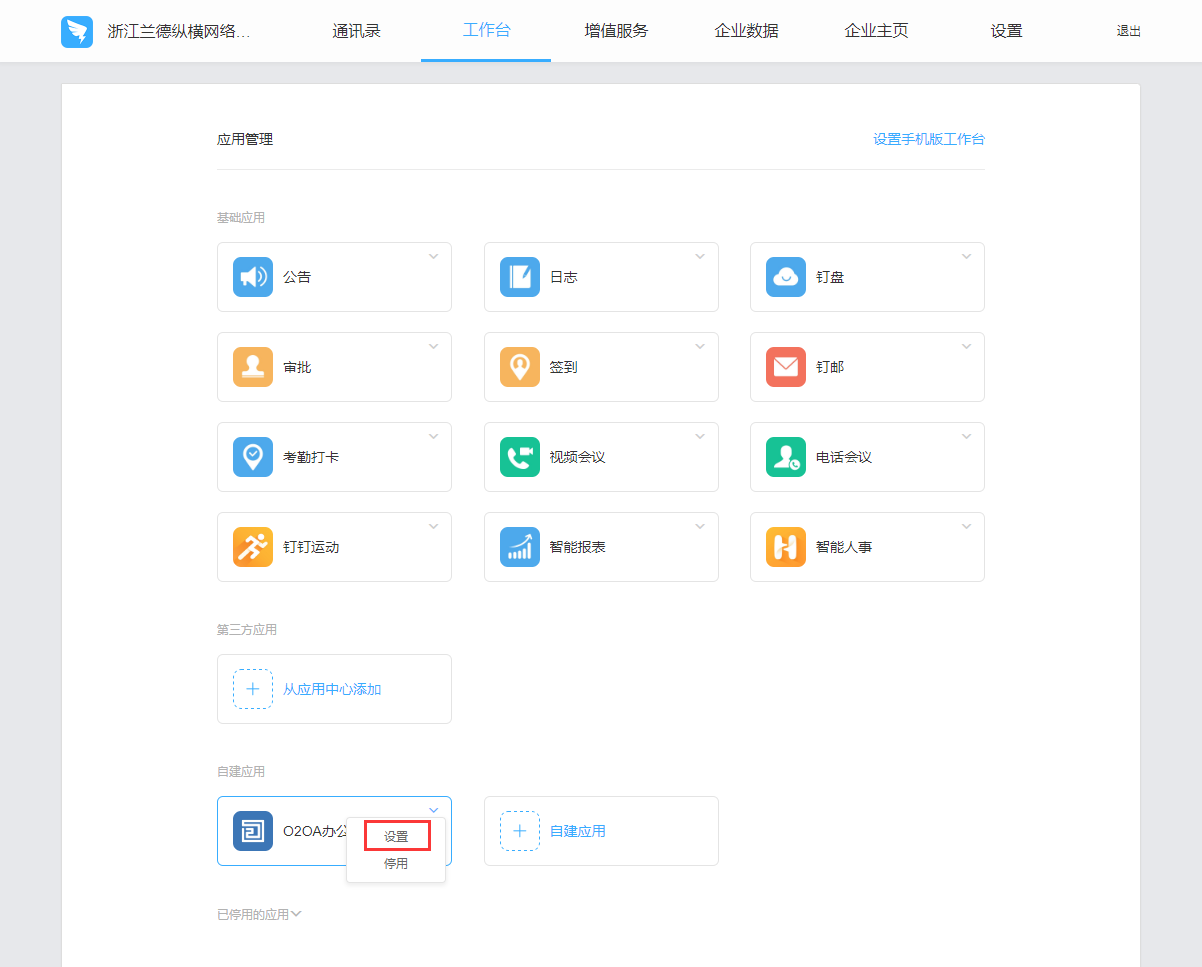 浙江兰德纵横网络... 通讯录 工作台 增值服务 企业数据 企业主页 设置 退出
应用管理 设置手机版工作台
基础应用
公告 日志 钉盘
审批 签到 钉邮
考勤打卡 视频会议 电话会议
钉钉运动 智能报表 智能人事
第三方应用
从应用中心添加
自建应用
O2OA办公 自建应用
设置
停用
已停用的应用